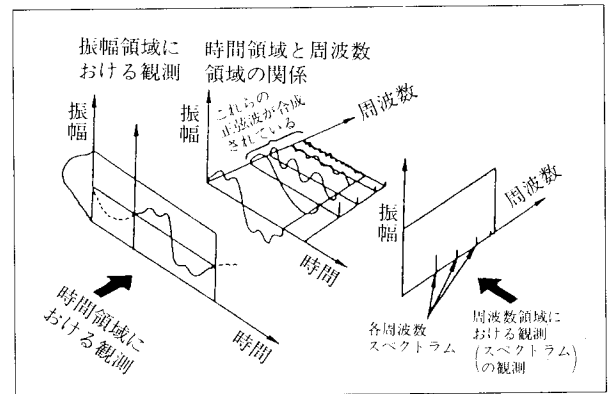 振幅領域に
おける観測
時間領域と周波数
領域の関係
これらの
正弦波が合成
されている
周波数
振幅
振幅
時間
時間
時間領域に
おける観測
周波数
振幅
各周波数
スペクトラム
周波数領域に
おける観測
(スペクトラム)
の観測